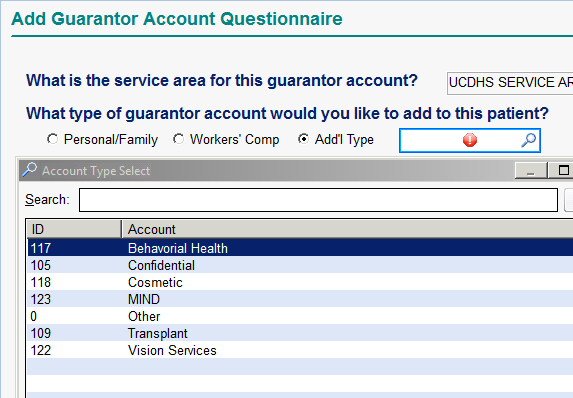 Add Guarantor Account Questionnaire
What is the service area for this guarantor account? UCDHS SERVICE AR
What type of guarantor account would you like to add to this patient?
Personal/Family Workers' Comp Add'l Type
Account Type Select
Search:
ID Account
117 Behavorial Health
105 Confidential
118 Cosmetic
123 MIND
0 Other
109 Transplant
122 Vision Services